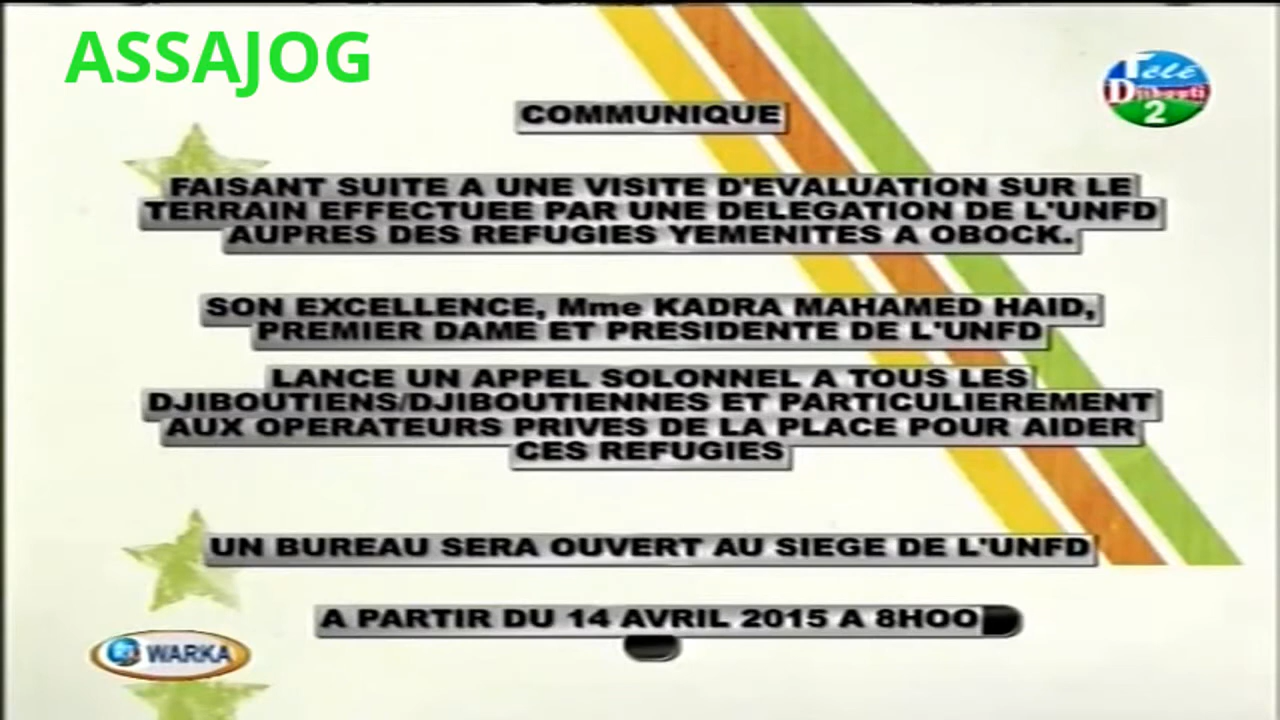 ASSAJOG
Télé
Djibouti
2
COMMUNIQUE
FAISANT SUITE A UNE VISITE D'EVALUATION SUR LE
TERRAIN EFFECTUEE PAR UNE DELEGATION DE L'UNFD
AUPRES DES REFUGIES YEMENITES A OBOCK.
SON EXCELLENCE, Mme KADRA MAHAMED HAID,
PREMIER DAME ET PRESIDENTE DE L'UNFD
LANCE UN APPEL SOLONNEL A TOUS LES
DJIBOUTIENS/DJIBOUTIENNES ET PARTICULIEREMENT
AUX OPERATEURS PRIVES DE LA PLACE POUR AIDER
CES REFUGIES
UN BUREAU SERA OUVERT AU SIEGE DE L'UNFD
A PARTIR DU 14 AVRIL 2015 A 8HOO
WARKA